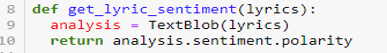 8 def get_lyric_sentiment(lyrics):
9 analysis = TextBlob(lyrics)
10 return analysis.sentiment.polarity